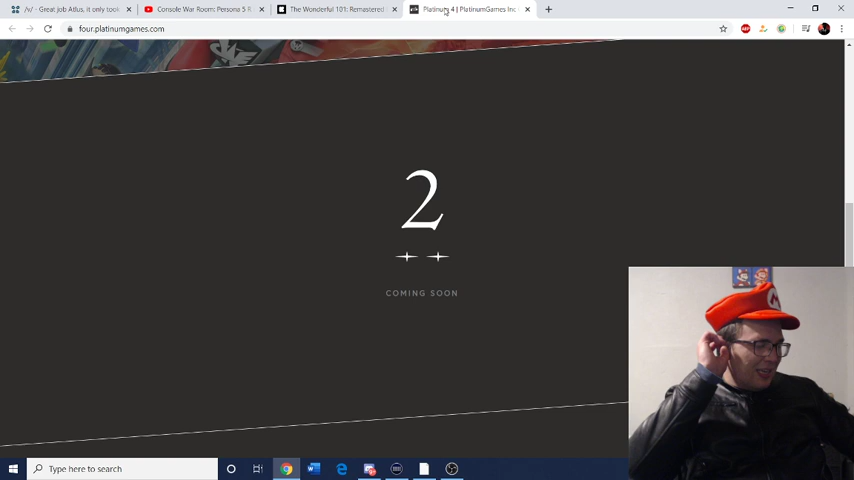 /v/ - Great job Atlus, it only took
Console War Room: Persona 5 R
The Wonderful 101: Remastered
Platinum 4 | PlatinumGames Inc
four.platinumgames.com
2
COMING SOON
M
Type here to search